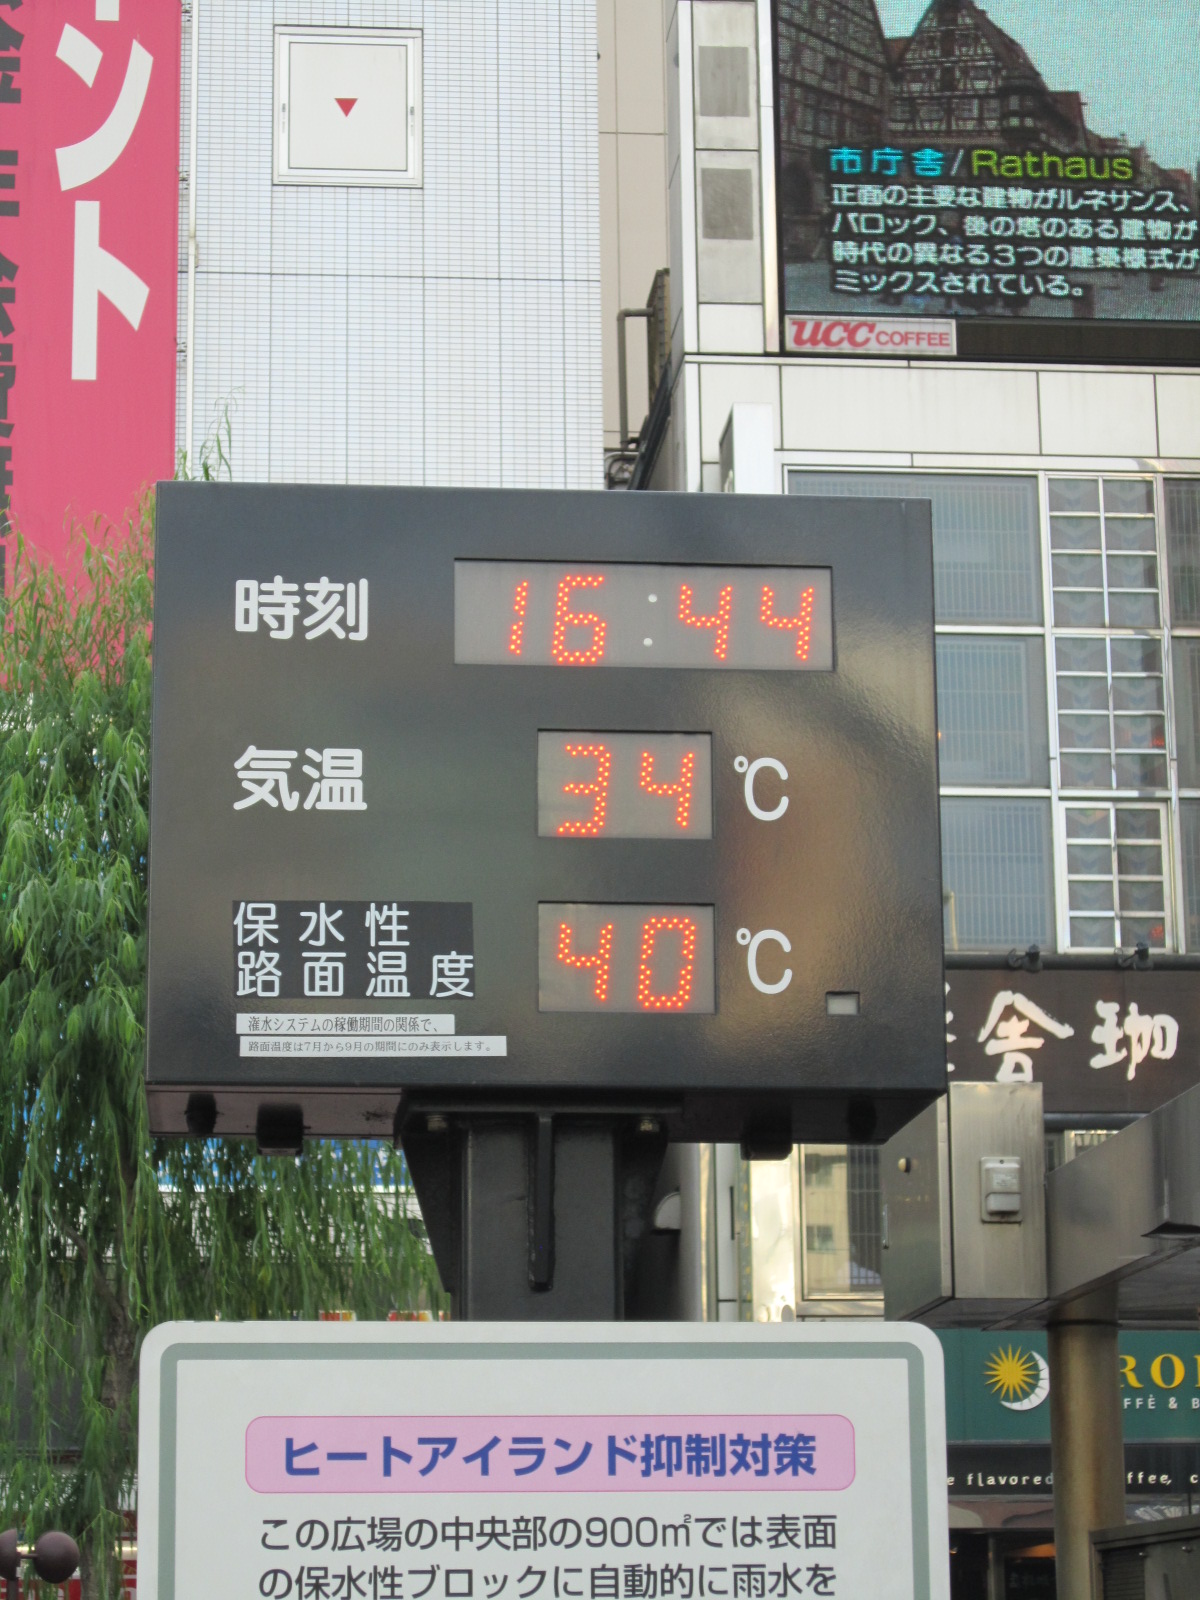 ント
市庁舎/Rathaus
正面の主要な建物がルネサンス、
バロック、後の塔のある建物が
時代の異なる3つの建築様式が
ミックスされている。
UCC COFFEE
時刻 16:44
気温 34℃
保水性
路面温度 40℃
潅水システムの稼働期間の関係で、
路面温度は7月から9月の期間にのみ表示します。
舎 珈
ヒートアイランド抑制対策
この広場の中央部の900㎡では表面
の保水性ブロックに自動的に雨水を
RO
FFÈ & B
e flavored
ffee, c